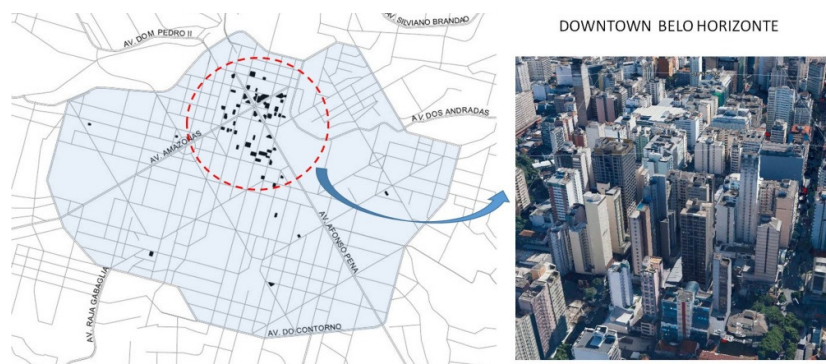 AV. DOM PEDRO II
AV. SILVIANO BRANDAO
DOWNTOWN BELO HORIZONTE
AV. DOS ANDRADAS
AV. AMAZONAS
AV. AFONSO PENA
AV. RAJA GABAGLIA
AV. DO CONTORNO